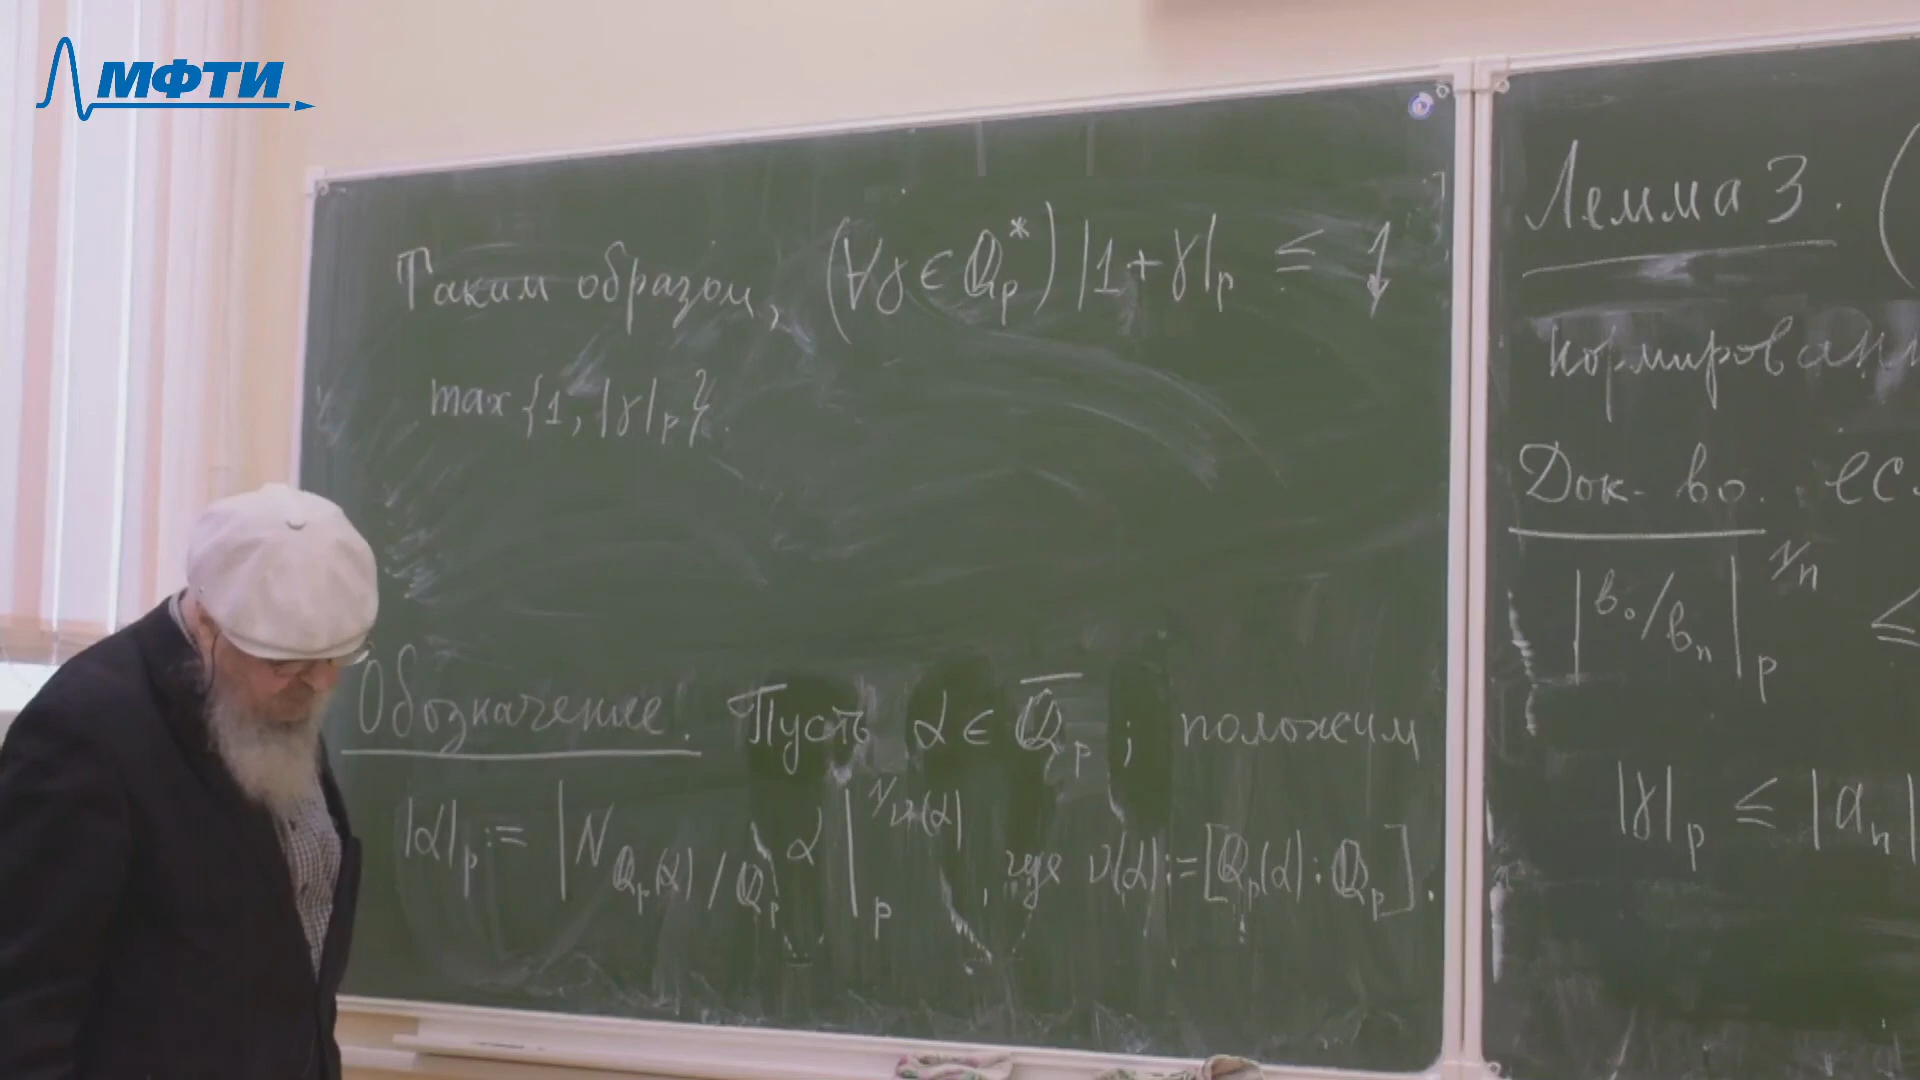 МФТИ
Таким образом, (∀γ ∈ ℚ_p^*) |1+γ|_p ≤
max{1, |γ|_p}.
Обозначение. Пусть α ∈ \overline{ℚ}_p ; положим
|α|_p := |N_{ℚ_p(α)/ℚ_p} α|_p^{1/ν(α)}, где ν(α) := [ℚ_p(α) : ℚ_p].
Лемма 3. (
Док-во.
|b_0/b_n|_p^{1/n} ≤
|γ|_p ≤ |a_n|